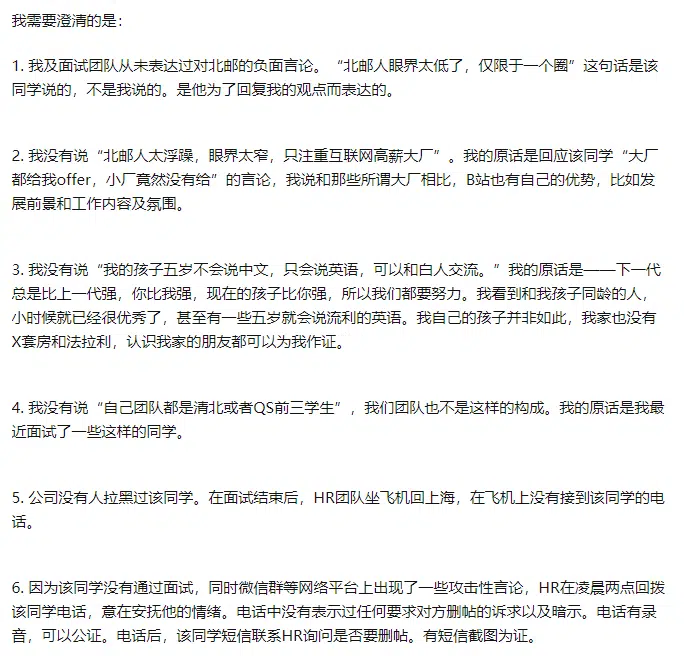 我需要澄清的是：
1. 我及面试团队从未表达过对北邮的负面言论。“北邮人眼界太低了，仅限于一个圈”这句话是该
同学说的，不是我说的。是他为了回复我的观点而表达的。
2. 我没有说“北邮人太浮躁，眼界太窄，只注重互联网高薪大厂”。我的原话是回应该同学“大厂
都给我offer，小厂竟然没有给”的言论，我说和那些所谓大厂相比，B站也有自己的优势，比如发
展前景和工作内容及氛围。
3. 我没有说“我的孩子五岁不会说中文，只会说英语，可以和白人交流。”我的原话是——下一代
总是比上一代强，你比我强，现在的孩子比你强，所以我们都要努力。我看到和我孩子同龄的人，
小时候就已经很优秀了，甚至有一些五岁就会说流利的英语。我自己的孩子并非如此，我家也没有
X套房和法拉利，认识我家的朋友都可以为我作证。
4. 我没有说“自己团队都是清北或者QS前三学生”，我们团队也不是这样的构成。我的原话是我最
近面试了一些这样的同学。
5. 公司没有人拉黑过该同学。在面试结束后，HR团队坐飞机回上海，在飞机上没有接到该同学的电
话。
6. 因为该同学没有通过面试，同时微信群等网络平台上出现了一些攻击性言论，HR在凌晨两点回拨
该同学电话，意在安抚他的情绪。电话中没有表示过任何要求对方删帖的诉求以及暗示。电话有录
音，可以公证。电话后，该同学短信联系HR询问是否要删帖。有短信截图为证。